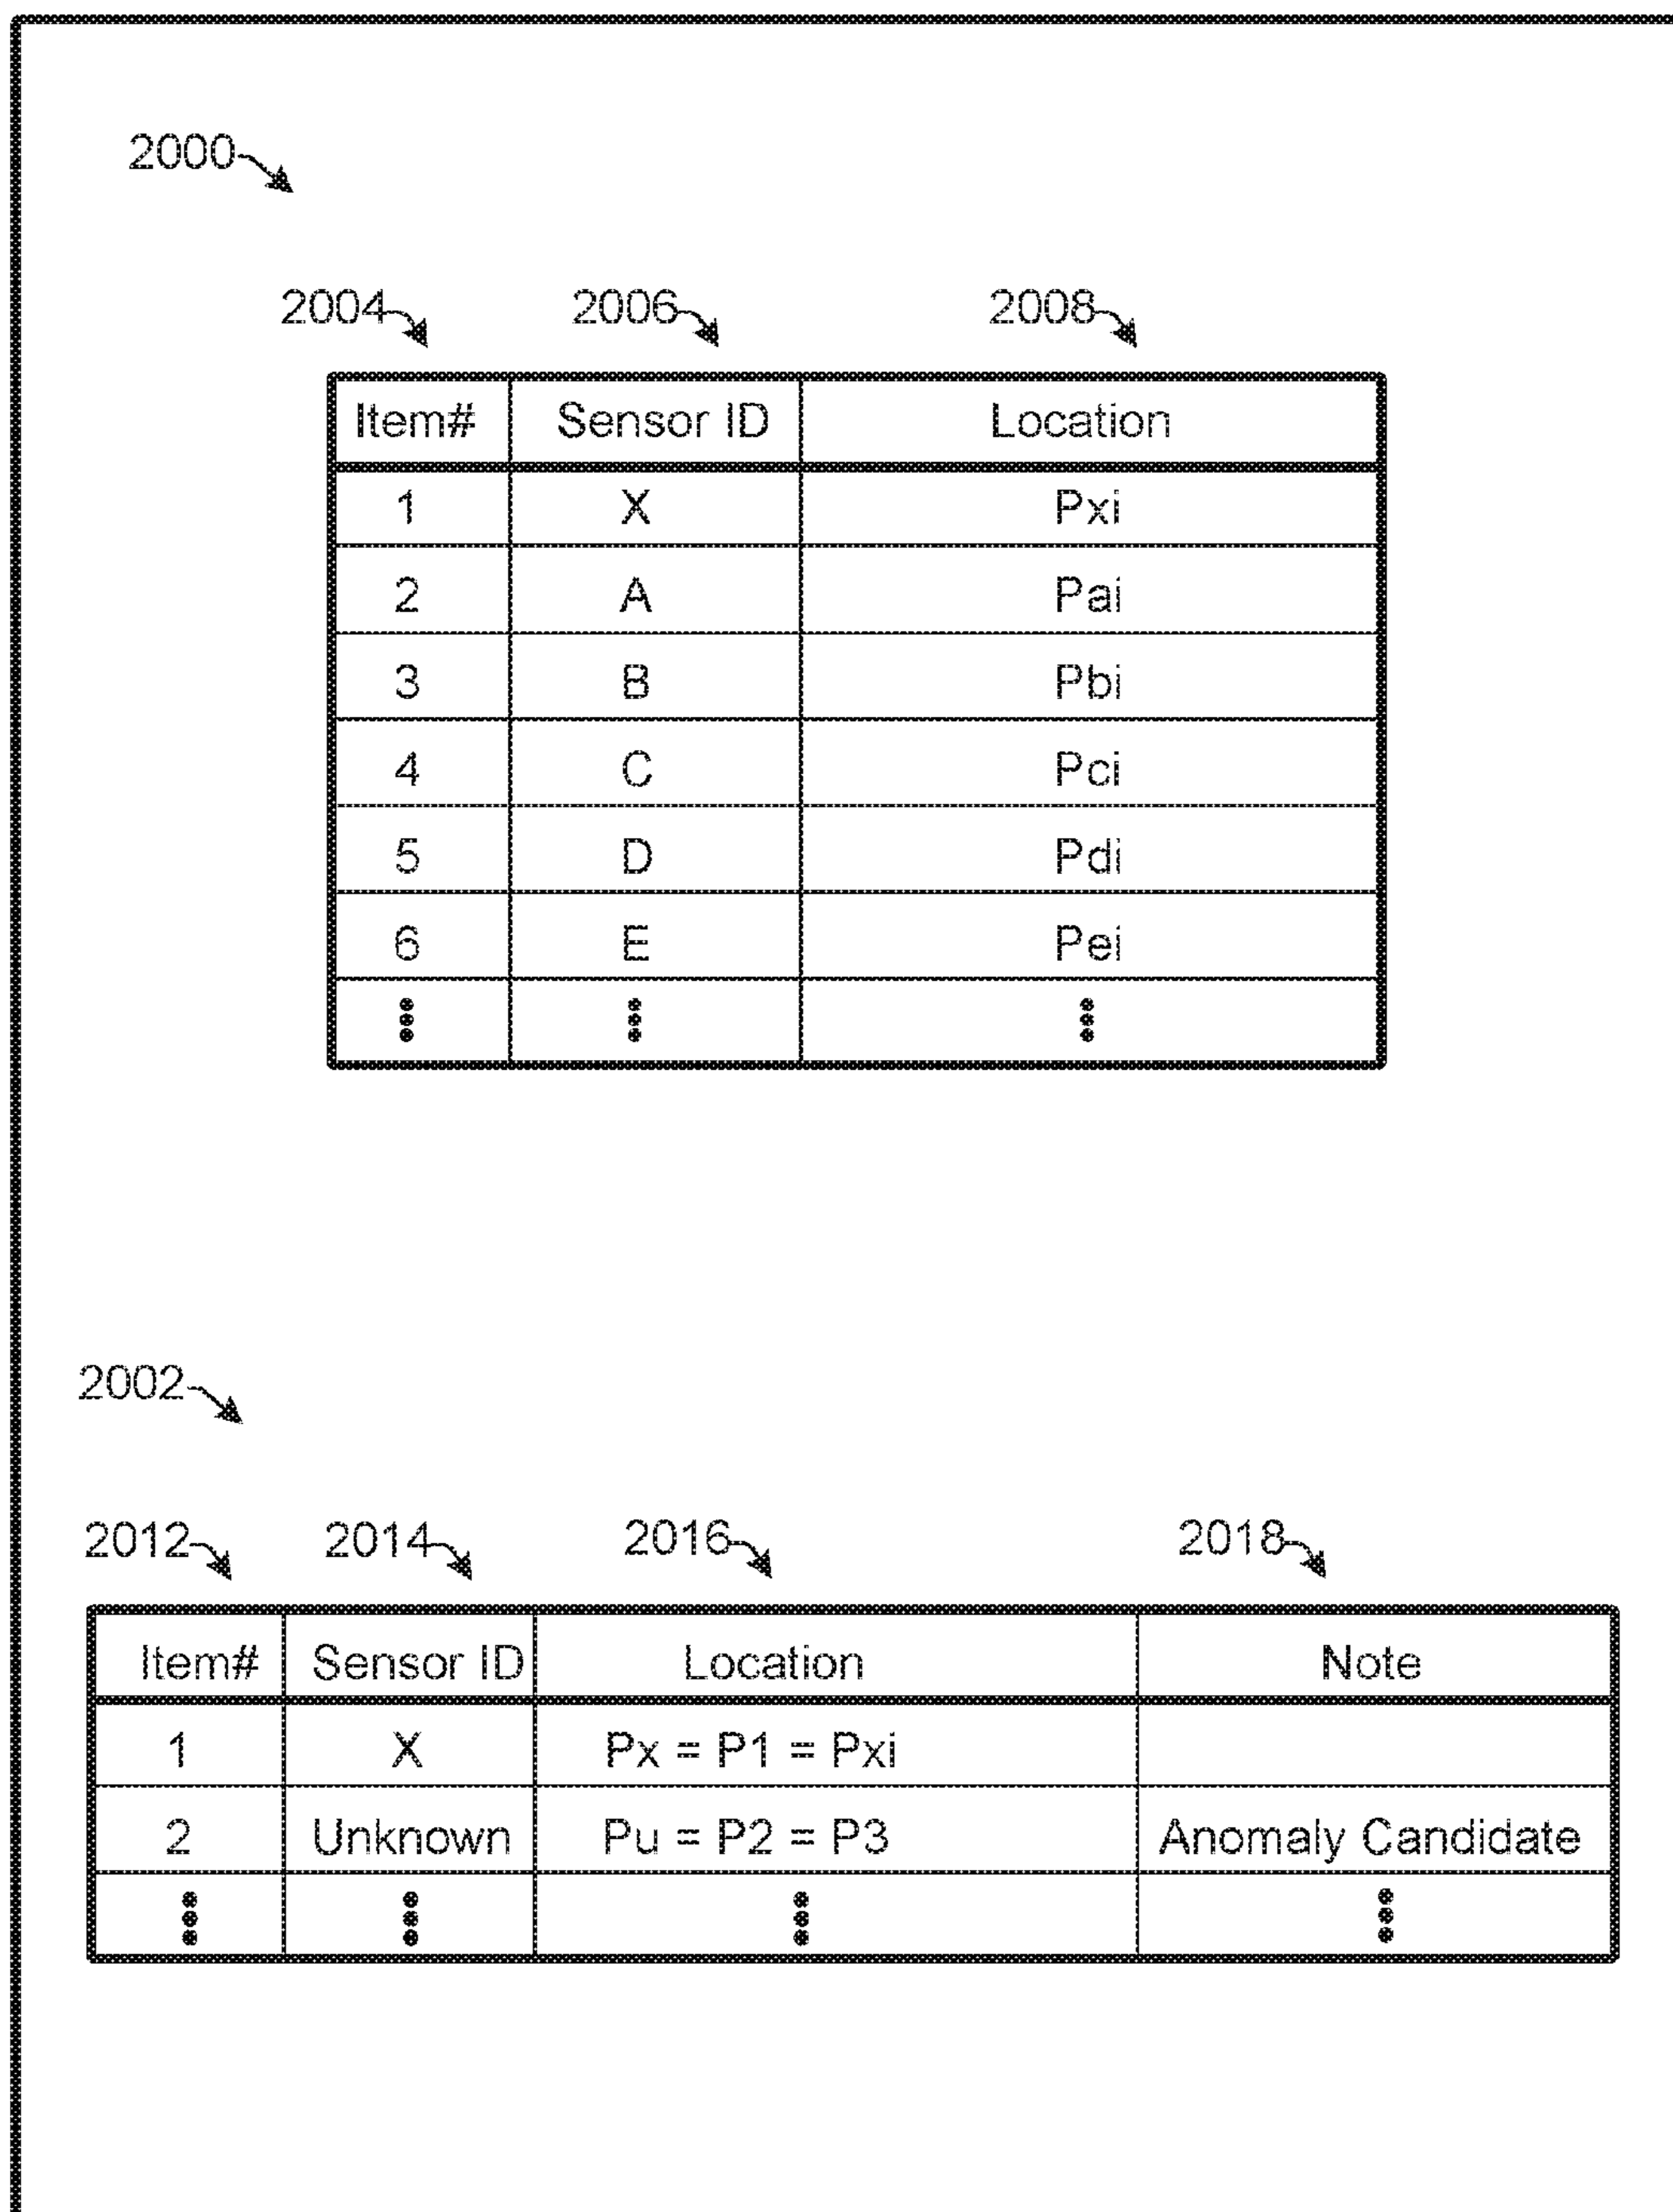 2000
2004 2006 2008
Item# Sensor ID Location
1 X Pxi
2 A Pai
3 B Pbi
4 C Pci
5 D Pdi
6 E Pei
2002
2012 2014 2016 2018
Item# Sensor ID Location Note
1 X Px = P1 = Pxi
2 Unknown Pu = P2 = P3 Anomaly Candidate